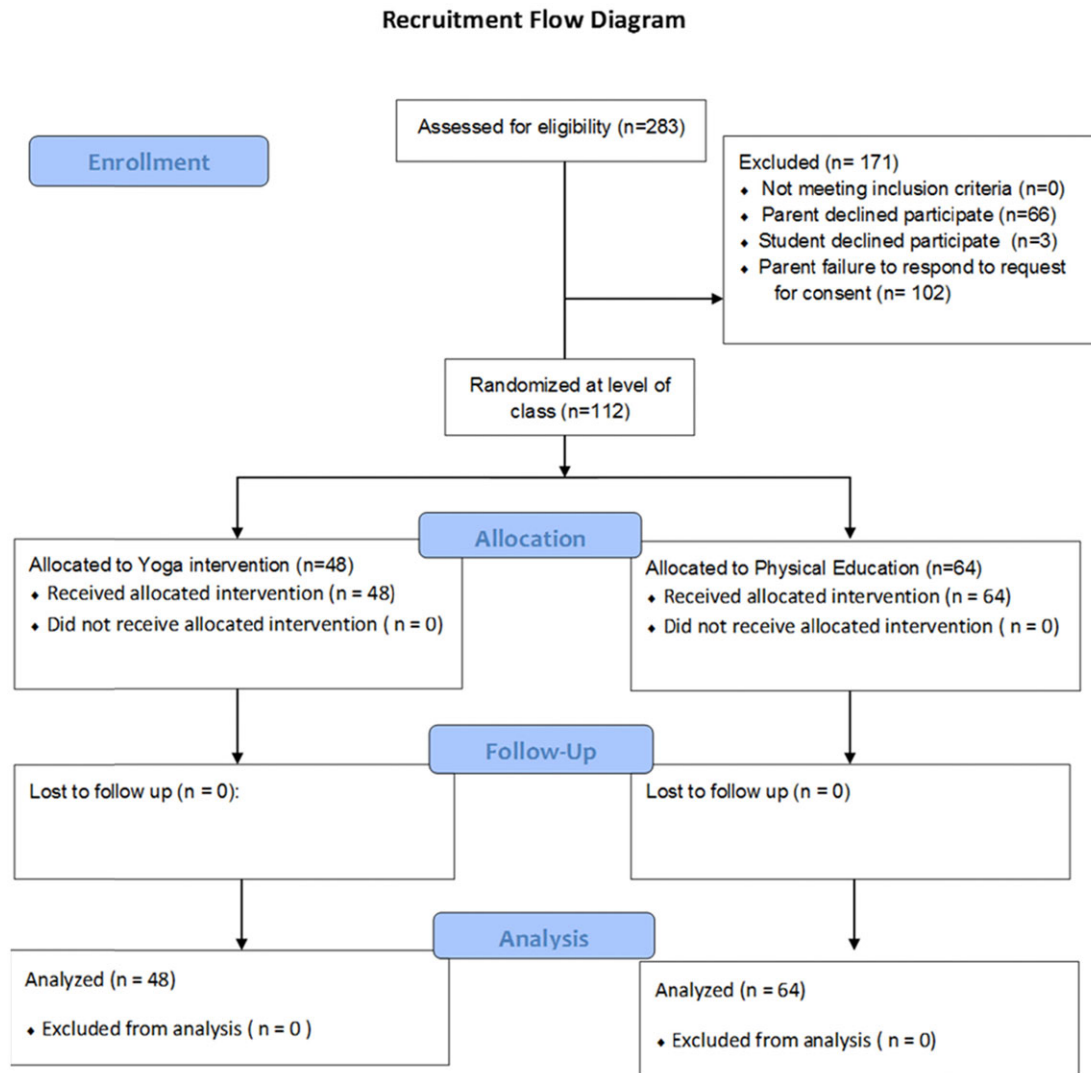 Recruitment Flow Diagram
Assessed for eligibility (n=283)
Enrollment
Excluded (n= 171)
⬥ Not meeting inclusion criteria (n=0)
⬥ Parent declined participate (n=66)
⬥ Student declined participate (n=3)
⬥ Parent failure to respond to request
for consent (n= 102)
Randomized at level of
class (n=112)
Allocation
Allocated to Yoga intervention (n=48)
⬥ Received allocated intervention (n = 48)
⬥ Did not receive allocated intervention ( n = 0)
Allocated to Physical Education (n=64)
⬥ Received allocated intervention (n = 64)
⬥ Did not receive allocated intervention ( n = 0)
Follow-Up
Lost to follow up (n = 0):
Lost to follow up (n = 0)
Analysis
Analyzed (n = 48)
⬥ Excluded from analysis ( n = 0 )
Analyzed (n = 64)
⬥ Excluded from analysis ( n = 0)